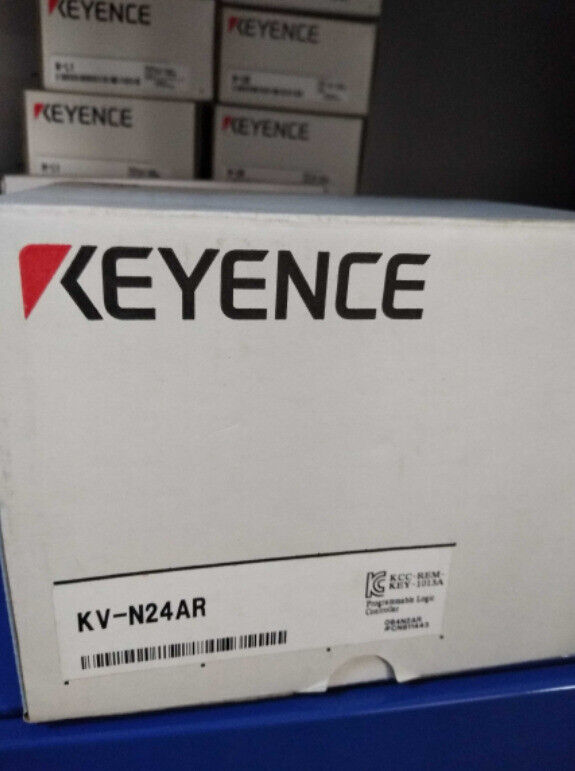 KEYENCE
KEYENCE
KEYENCE
KEYENCE
KEYENCE
KV-N24AR
KCC-REM-
KEY-1013A
Programmable Logic
Controller